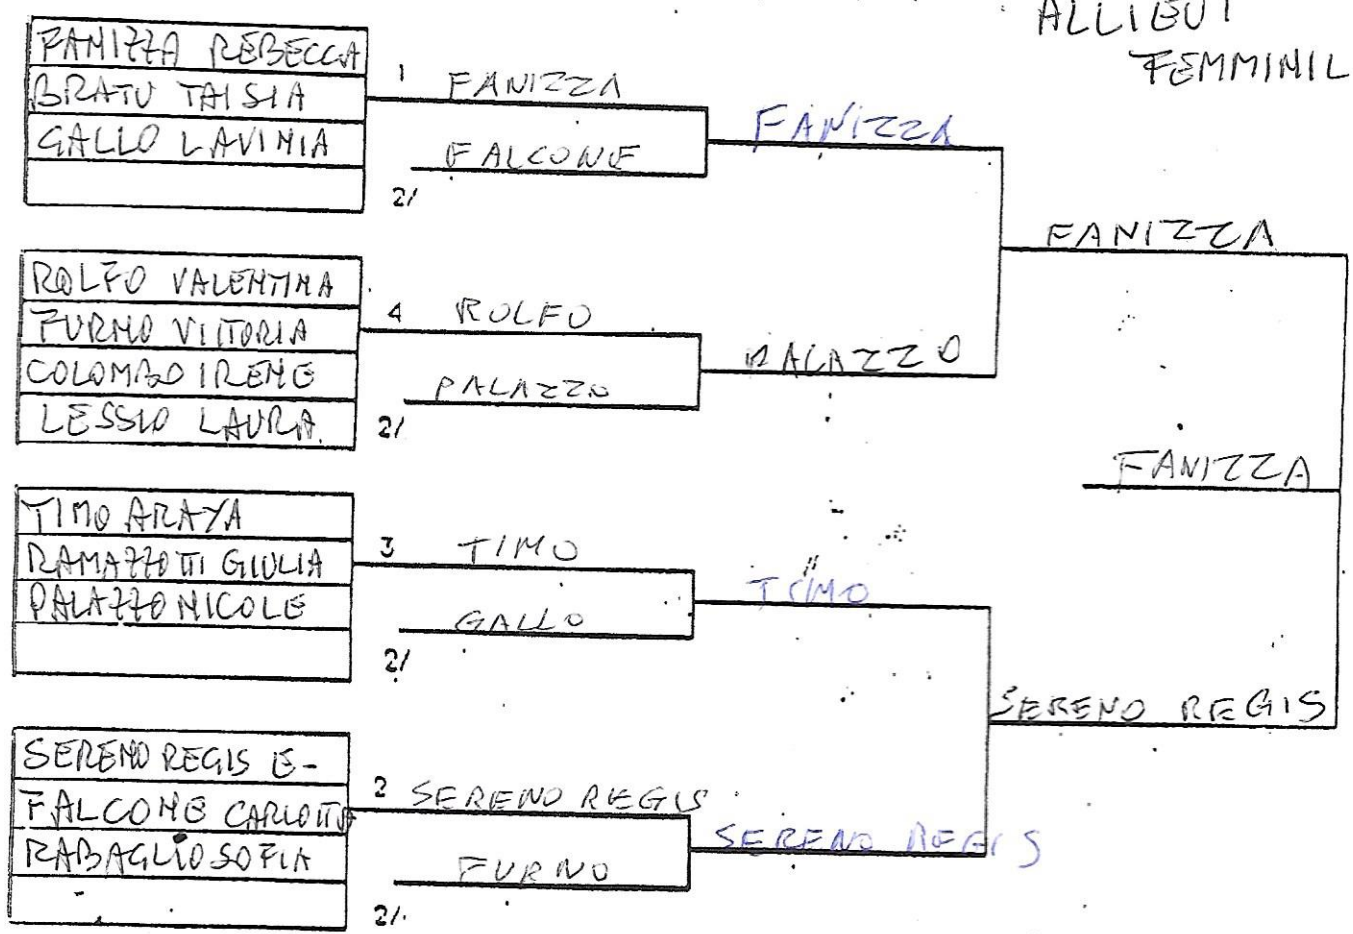 ALLIEVI
FEMMINIL
FANIZZA REBECCA
BRATU TAISIA
GALLO LAVINIA
1 FANIZZA
FALCONE
2/
FANIZZA
ROLFO VALENTINA
FURNO VITTORIA
COLOMBO IRENE
LESSIO LAURA.
4 ROLFO
PALAZZO
2/
PALAZZO
FANIZZA
FANIZZA
TIMO ARAYA
RAMAZZOTTI GIULIA
PALAZZO NICOLE
3 TIMO
GALLO
2/
TIMO
SERENO REGIS E-
FALCONE CARLOTTA
RABAGLIO SOFIA
2 SERENO REGIS
FURNO
2/
SERENO REGIS
SERENO REGIS